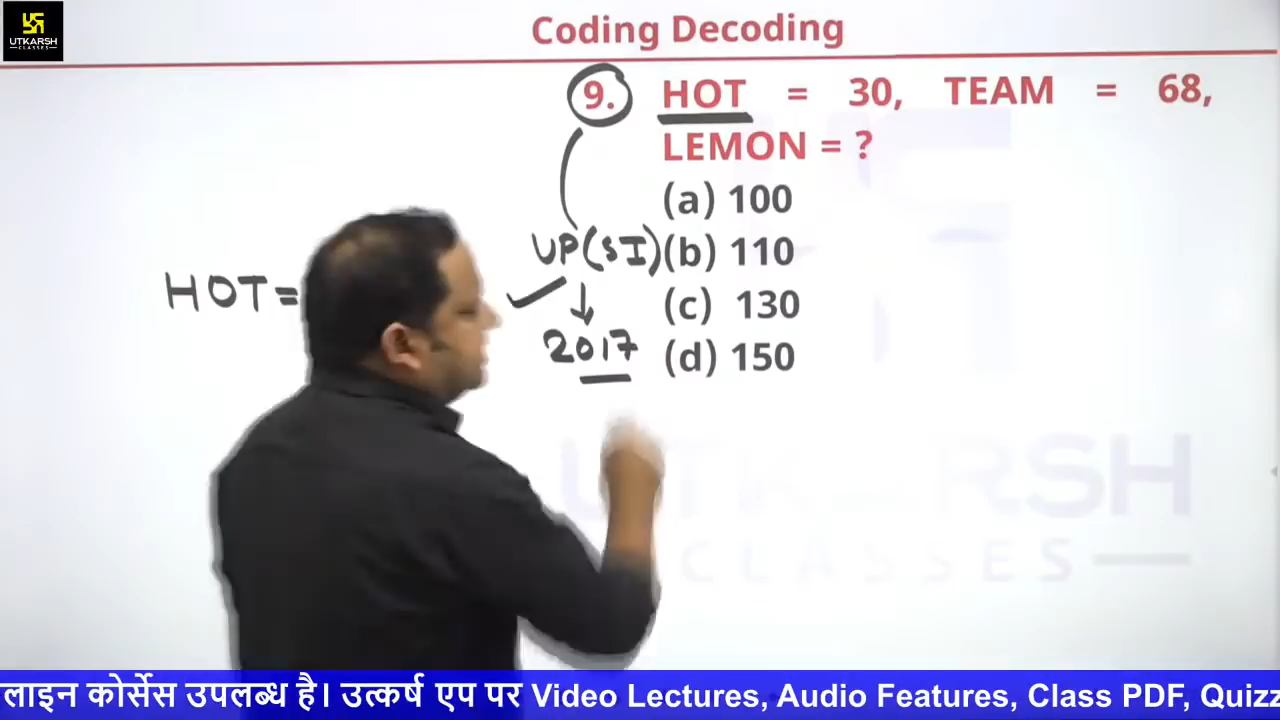 UTKARSH
CLASSES
Coding Decoding
9. HOT = 30, TEAM = 68,
LEMON = ?
(a) 100
(b) 110
(c) 130
(d) 150
UP(SI)
2017
HOT=
UTKARSH
CLASSES
लाइन कोर्सेस उपलब्ध है। उत्कर्ष एप पर Video Lectures, Audio Features, Class PDF, Quizz